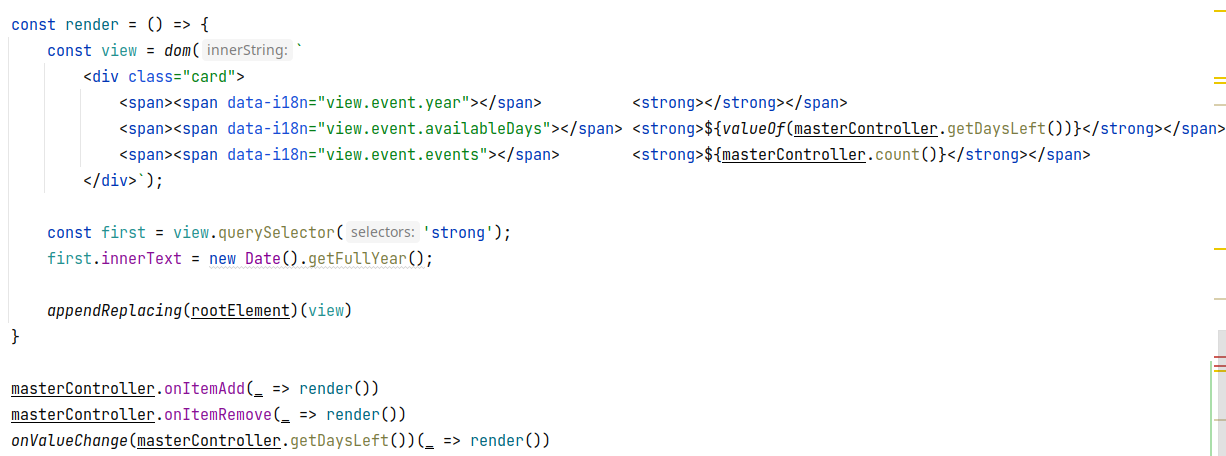 const render = () => {
    const view = dom( innerString: `
        <div class="card">
            <span><span data-i18n="view.event.year"></span>          <strong></strong></span>
            <span><span data-i18n="view.event.availableDays"></span> <strong>${valueOf(masterController.getDaysLeft())}</strong></span>
            <span><span data-i18n="view.event.events"></span>        <strong>${masterController.count()}</strong></span>
        </div>`);
    const first = view.querySelector( selectors: 'strong');
    first.innerText = new Date().getFullYear();
    appendReplacing(rootElement)(view)
}
masterController.onItemAdd(_ => render())
masterController.onItemRemove(_ => render())
onValueChange(masterController.getDaysLeft())(_ => render())